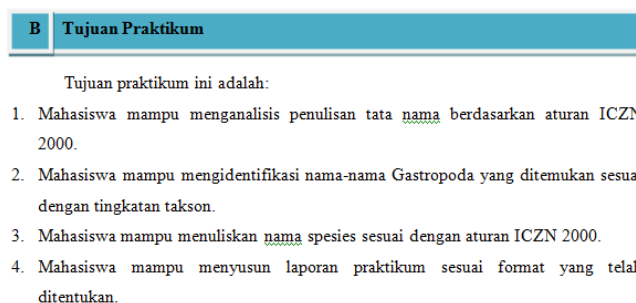 B Tujuan Praktikum
Tujuan praktikum ini adalah:
1. Mahasiswa mampu menganalisis penulisan tata nama berdasarkan aturan ICZN
2000.
2. Mahasiswa mampu mengidentifikasi nama-nama Gastropoda yang ditemukan sesua
dengan tingkatan takson.
3. Mahasiswa mampu menuliskan nama spesies sesuai dengan aturan ICZN 2000.
4. Mahasiswa mampu menyusun laporan praktikum sesuai format yang telah
ditentukan.